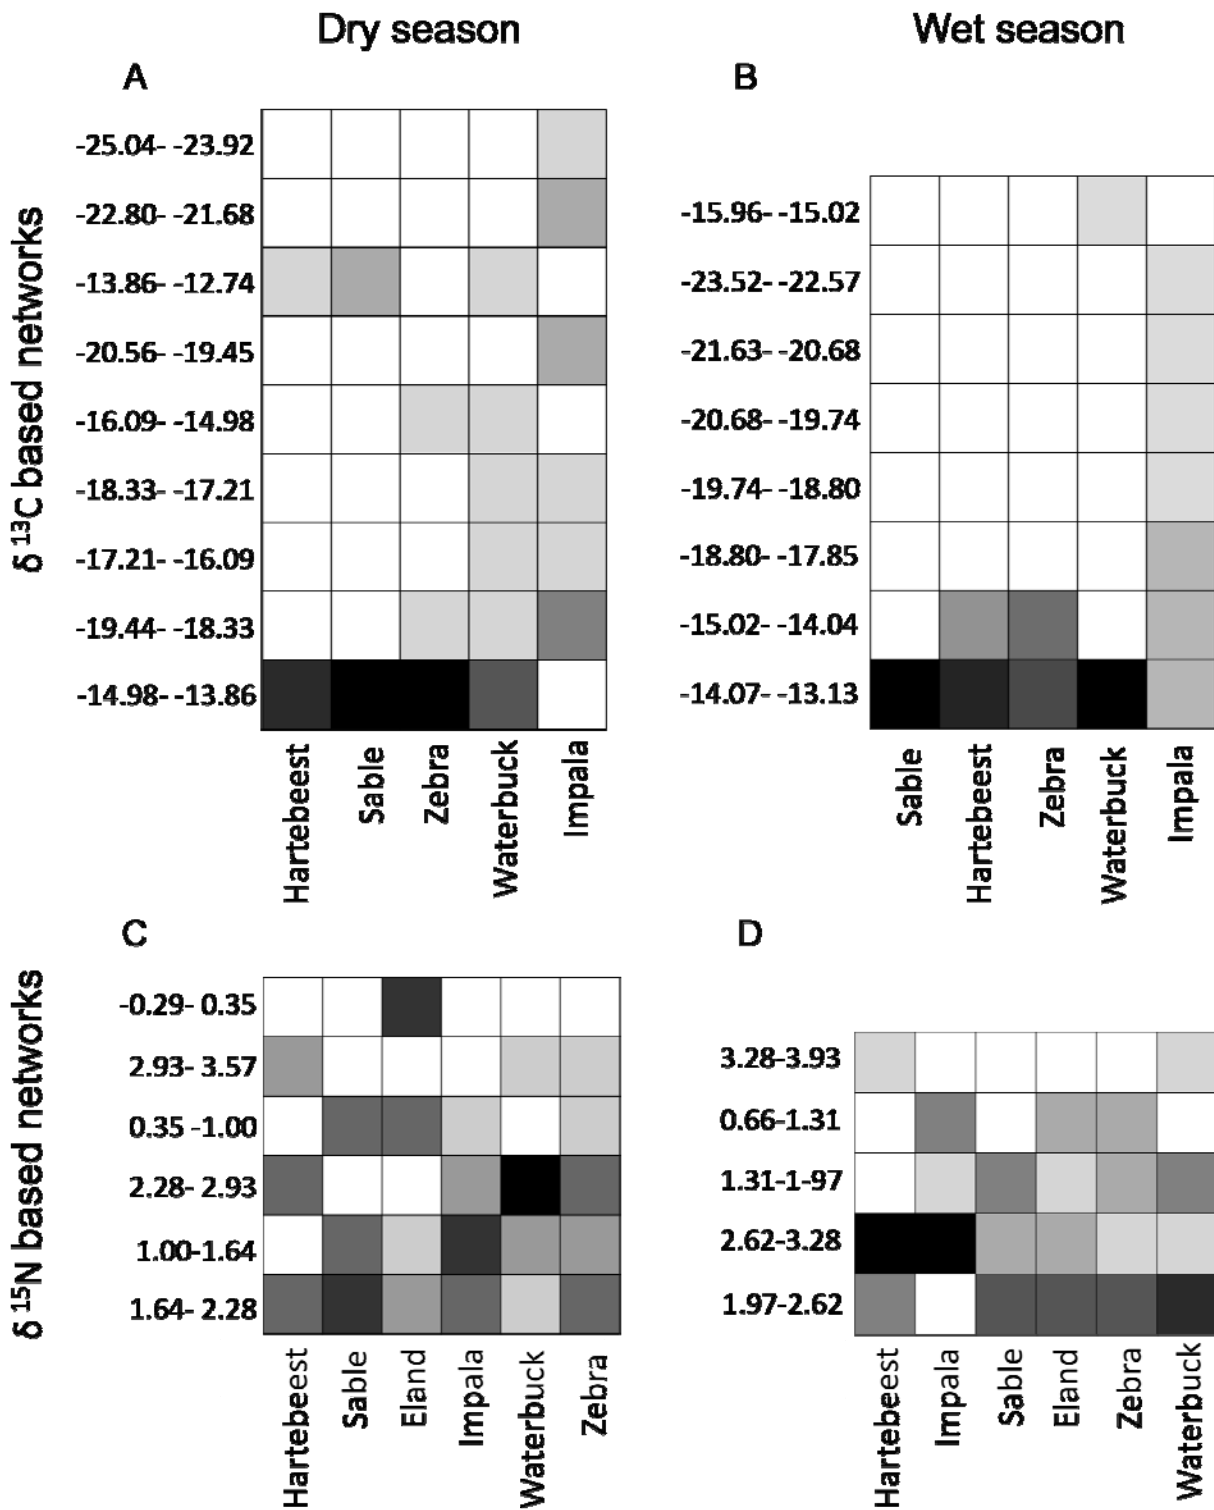 Dry season
Wet season
A
B
δ ¹³C based networks
-25.04- -23.92
-22.80- -21.68
-13.86- -12.74
-20.56- -19.45
-16.09- -14.98
-18.33- -17.21
-17.21- -16.09
-19.44- -18.33
-14.98- -13.86
Hartebeest
Sable
Zebra
Waterbuck
Impala
-15.96- -15.02
-23.52- -22.57
-21.63- -20.68
-20.68- -19.74
-19.74- -18.80
-18.80- -17.85
-15.02- -14.04
-14.07- -13.13
Sable
Hartebeest
Zebra
Waterbuck
Impala
C
D
δ ¹⁵N based networks
-0.29- 0.35
2.93- 3.57
0.35 -1.00
2.28- 2.93
1.00-1.64
1.64- 2.28
Hartebeest
Sable
Eland
Impala
Waterbuck
Zebra
3.28-3.93
0.66-1.31
1.31-1-97
2.62-3.28
1.97-2.62
Hartebeest
Impala
Sable
Eland
Zebra
Waterbuck